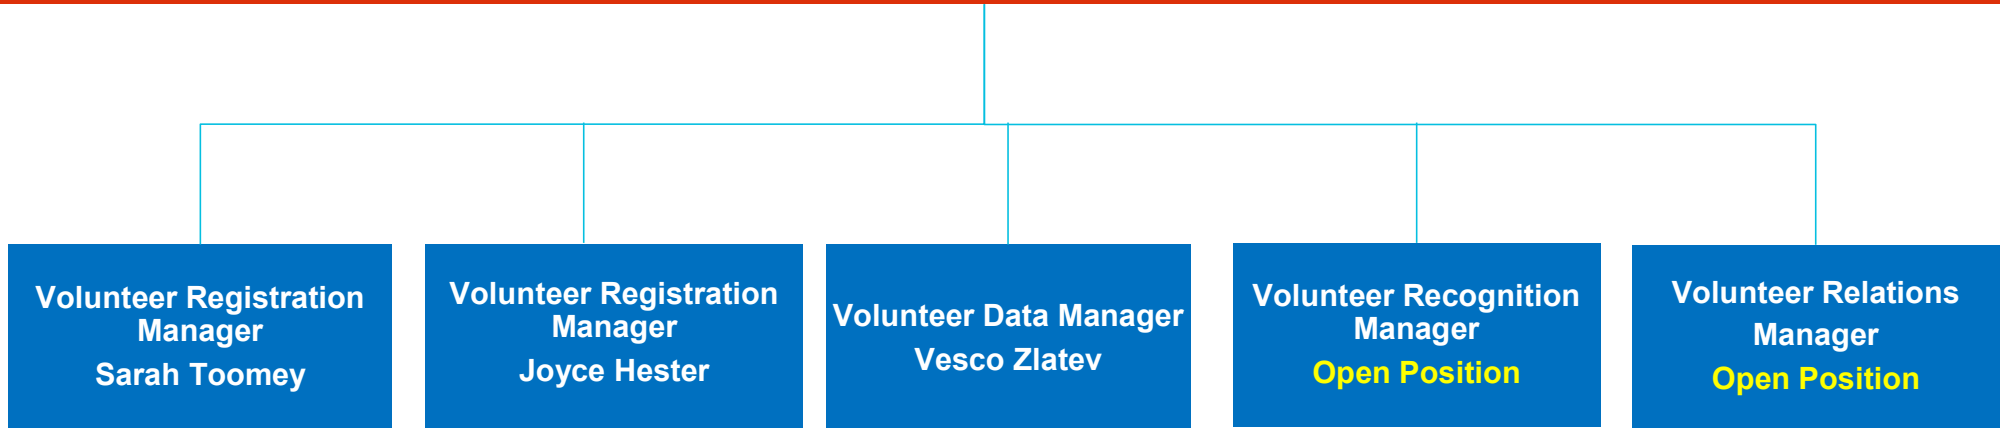 Volunteer Registration
Manager
Sarah Toomey
Volunteer Registration
Manager
Joyce Hester
Volunteer Data Manager
Vesco Zlatev
Volunteer Recognition
Manager
Open Position
Volunteer Relations
Manager
Open Position